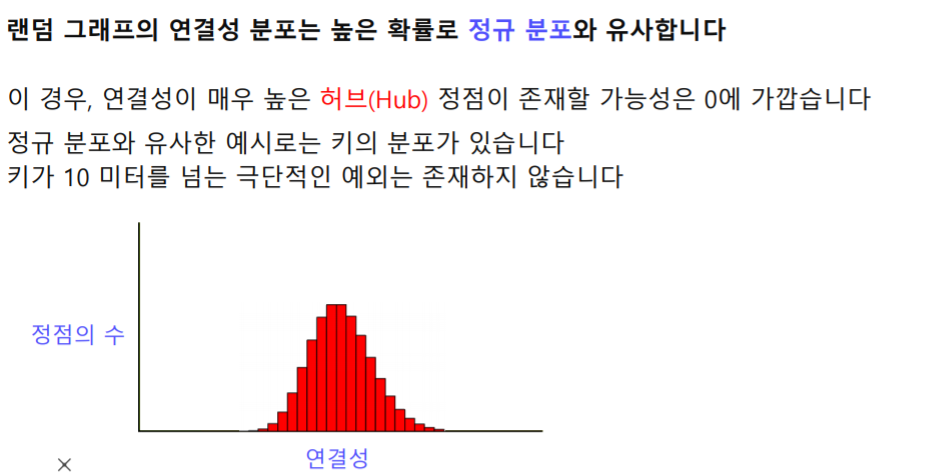 랜덤 그래프의 연결성 분포는 높은 확률로 정규 분포와 유사합니다
이 경우, 연결성이 매우 높은 허브(Hub) 정점이 존재할 가능성은 0에 가깝습니다
정규 분포와 유사한 예시로는 키의 분포가 있습니다
키가 10 미터를 넘는 극단적인 예외는 존재하지 않습니다
정점의 수
연결성